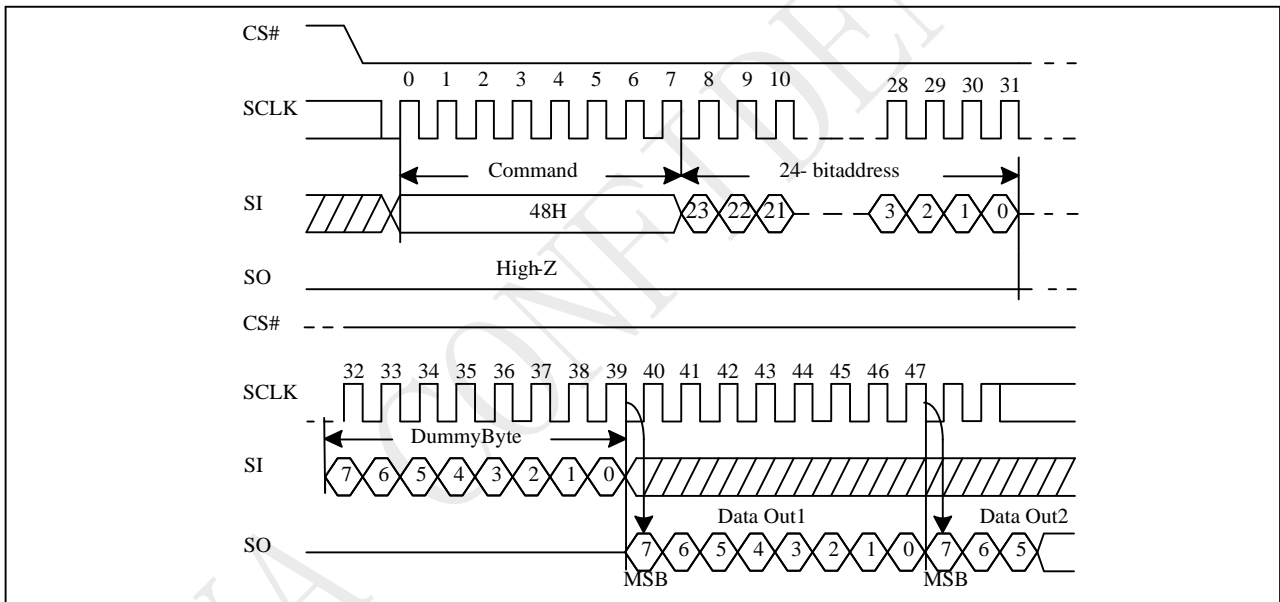 CS#
0 1 2 3 4 5 6 7 8 9 10 28 29 30 31
SCLK
Command 24- bitaddress
SI 48H 23 22 21 3 2 1 0
High-Z
SO
CS#
32 33 34 35 36 37 38 39 40 41 42 43 44 45 46 47
SCLK
DummyByte
SI 7 6 5 4 3 2 1 0
Data Out1 Data Out2
SO 7 6 5 4 3 2 1 0 7 6 5
MSB MSB
CONFIDEN